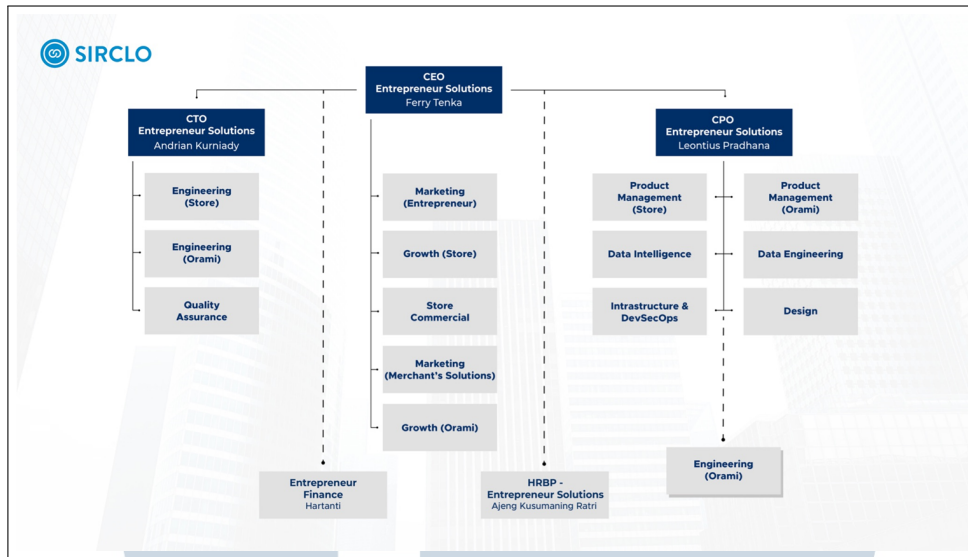 SIRCLO
CEO
Entrepreneur Solutions
Ferry Tenka
CTO
Entrepreneur Solutions
Andrian Kurniady
CPO
Entrepreneur Solutions
Leontius Pradhana
Engineering
(Store)
Engineering
(Orami)
Quality
Assurance
Marketing
(Entrepreneur)
Growth (Store)
Store
Commercial
Marketing
(Merchant's Solutions)
Growth (Orami)
Product
Management
(Store)
Product
Management
(Orami)
Data Intelligence
Data Engineering
Intrastructure &
DevSecOps
Design
Entrepreneur
Finance
Hartanti
HRBP -
Entrepreneur Solutions
Ajeng Kusumaning Ratri
Engineering
(Orami)